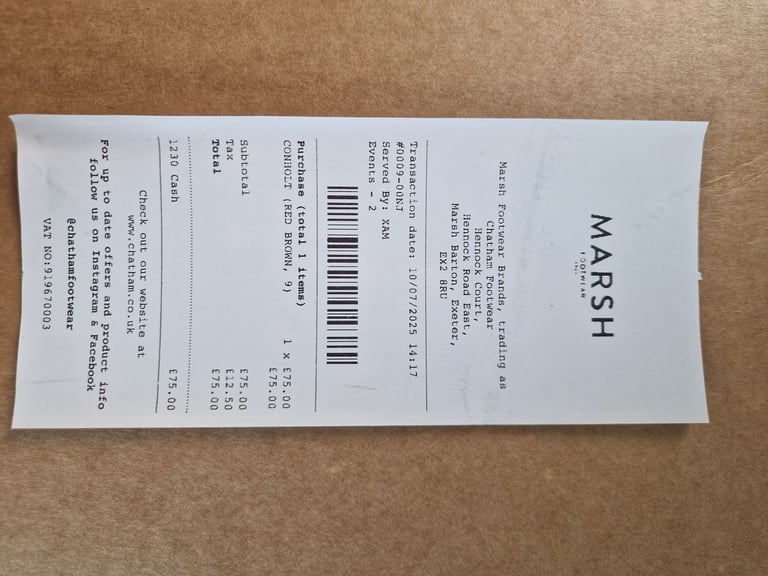 MARSH
FOOTWEAR
Marsh Footwear Brands, trading as
Chatham Footwear
Hennock Court,
Hennock Road East,
Marsh Barton, Exeter,
EX2 8RU
Transaction date: 10/07/2025 14:17
#0009-00NJ
Served By: XAM
Events - 2
Purchase (total 1 items)
CONHOLT (RED BROWN, 9) 1 x £75.00
£75.00
Subtotal £75.00
Tax £12.50
Total £75.00
1230 Cash £75.00
Check out our website at
www.chatham.co.uk
For up to date offers and product info
follow us on Instagram & Facebook
@chathamfootwear
VAT NO:919670003